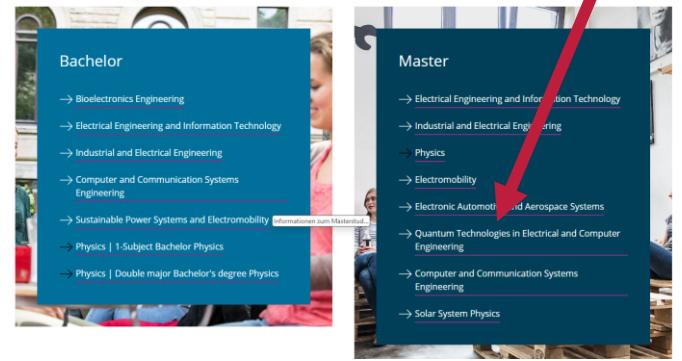 Bachelor
→ Bioelectronics Engineering
→ Electrical Engineering and Information Technology
→ Industrial and Electrical Engineering
→ Computer and Communication Systems
Engineering
→ Sustainable Power Systems and Electromobility
Informationen zum Masterstud...
→ Physics | 1-Subject Bachelor Physics
→ Physics | Double major Bachelor's degree Physics
Master
→ Electrical Engineering and Information Technology
→ Industrial and Electrical Engineering
→ Physics
→ Electromobility
→ Electronic Automotive and Aerospace Systems
→ Quantum Technologies in Electrical and Computer
Engineering
→ Computer and Communication Systems
Engineering
→ Solar System Physics